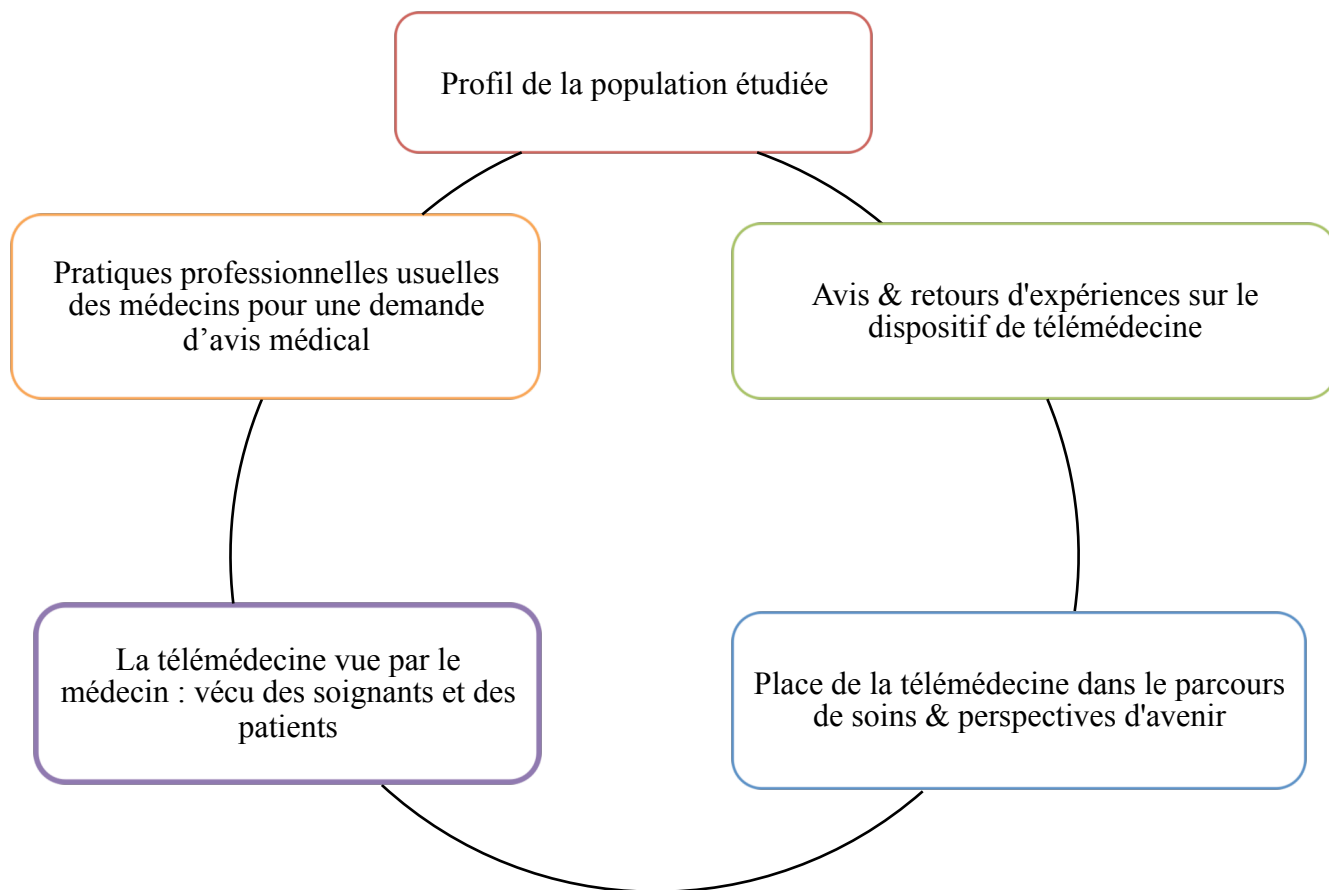 Profil de la population étudiée
Pratiques professionnelles usuelles
des médecins pour une demande
d’avis médical
Avis & retours d'expériences sur le
dispositif de télémédecine
La télémédecine vue par le
médecin : vécu des soignants et des
patients
Place de la télémédecine dans le parcours
de soins & perspectives d'avenir